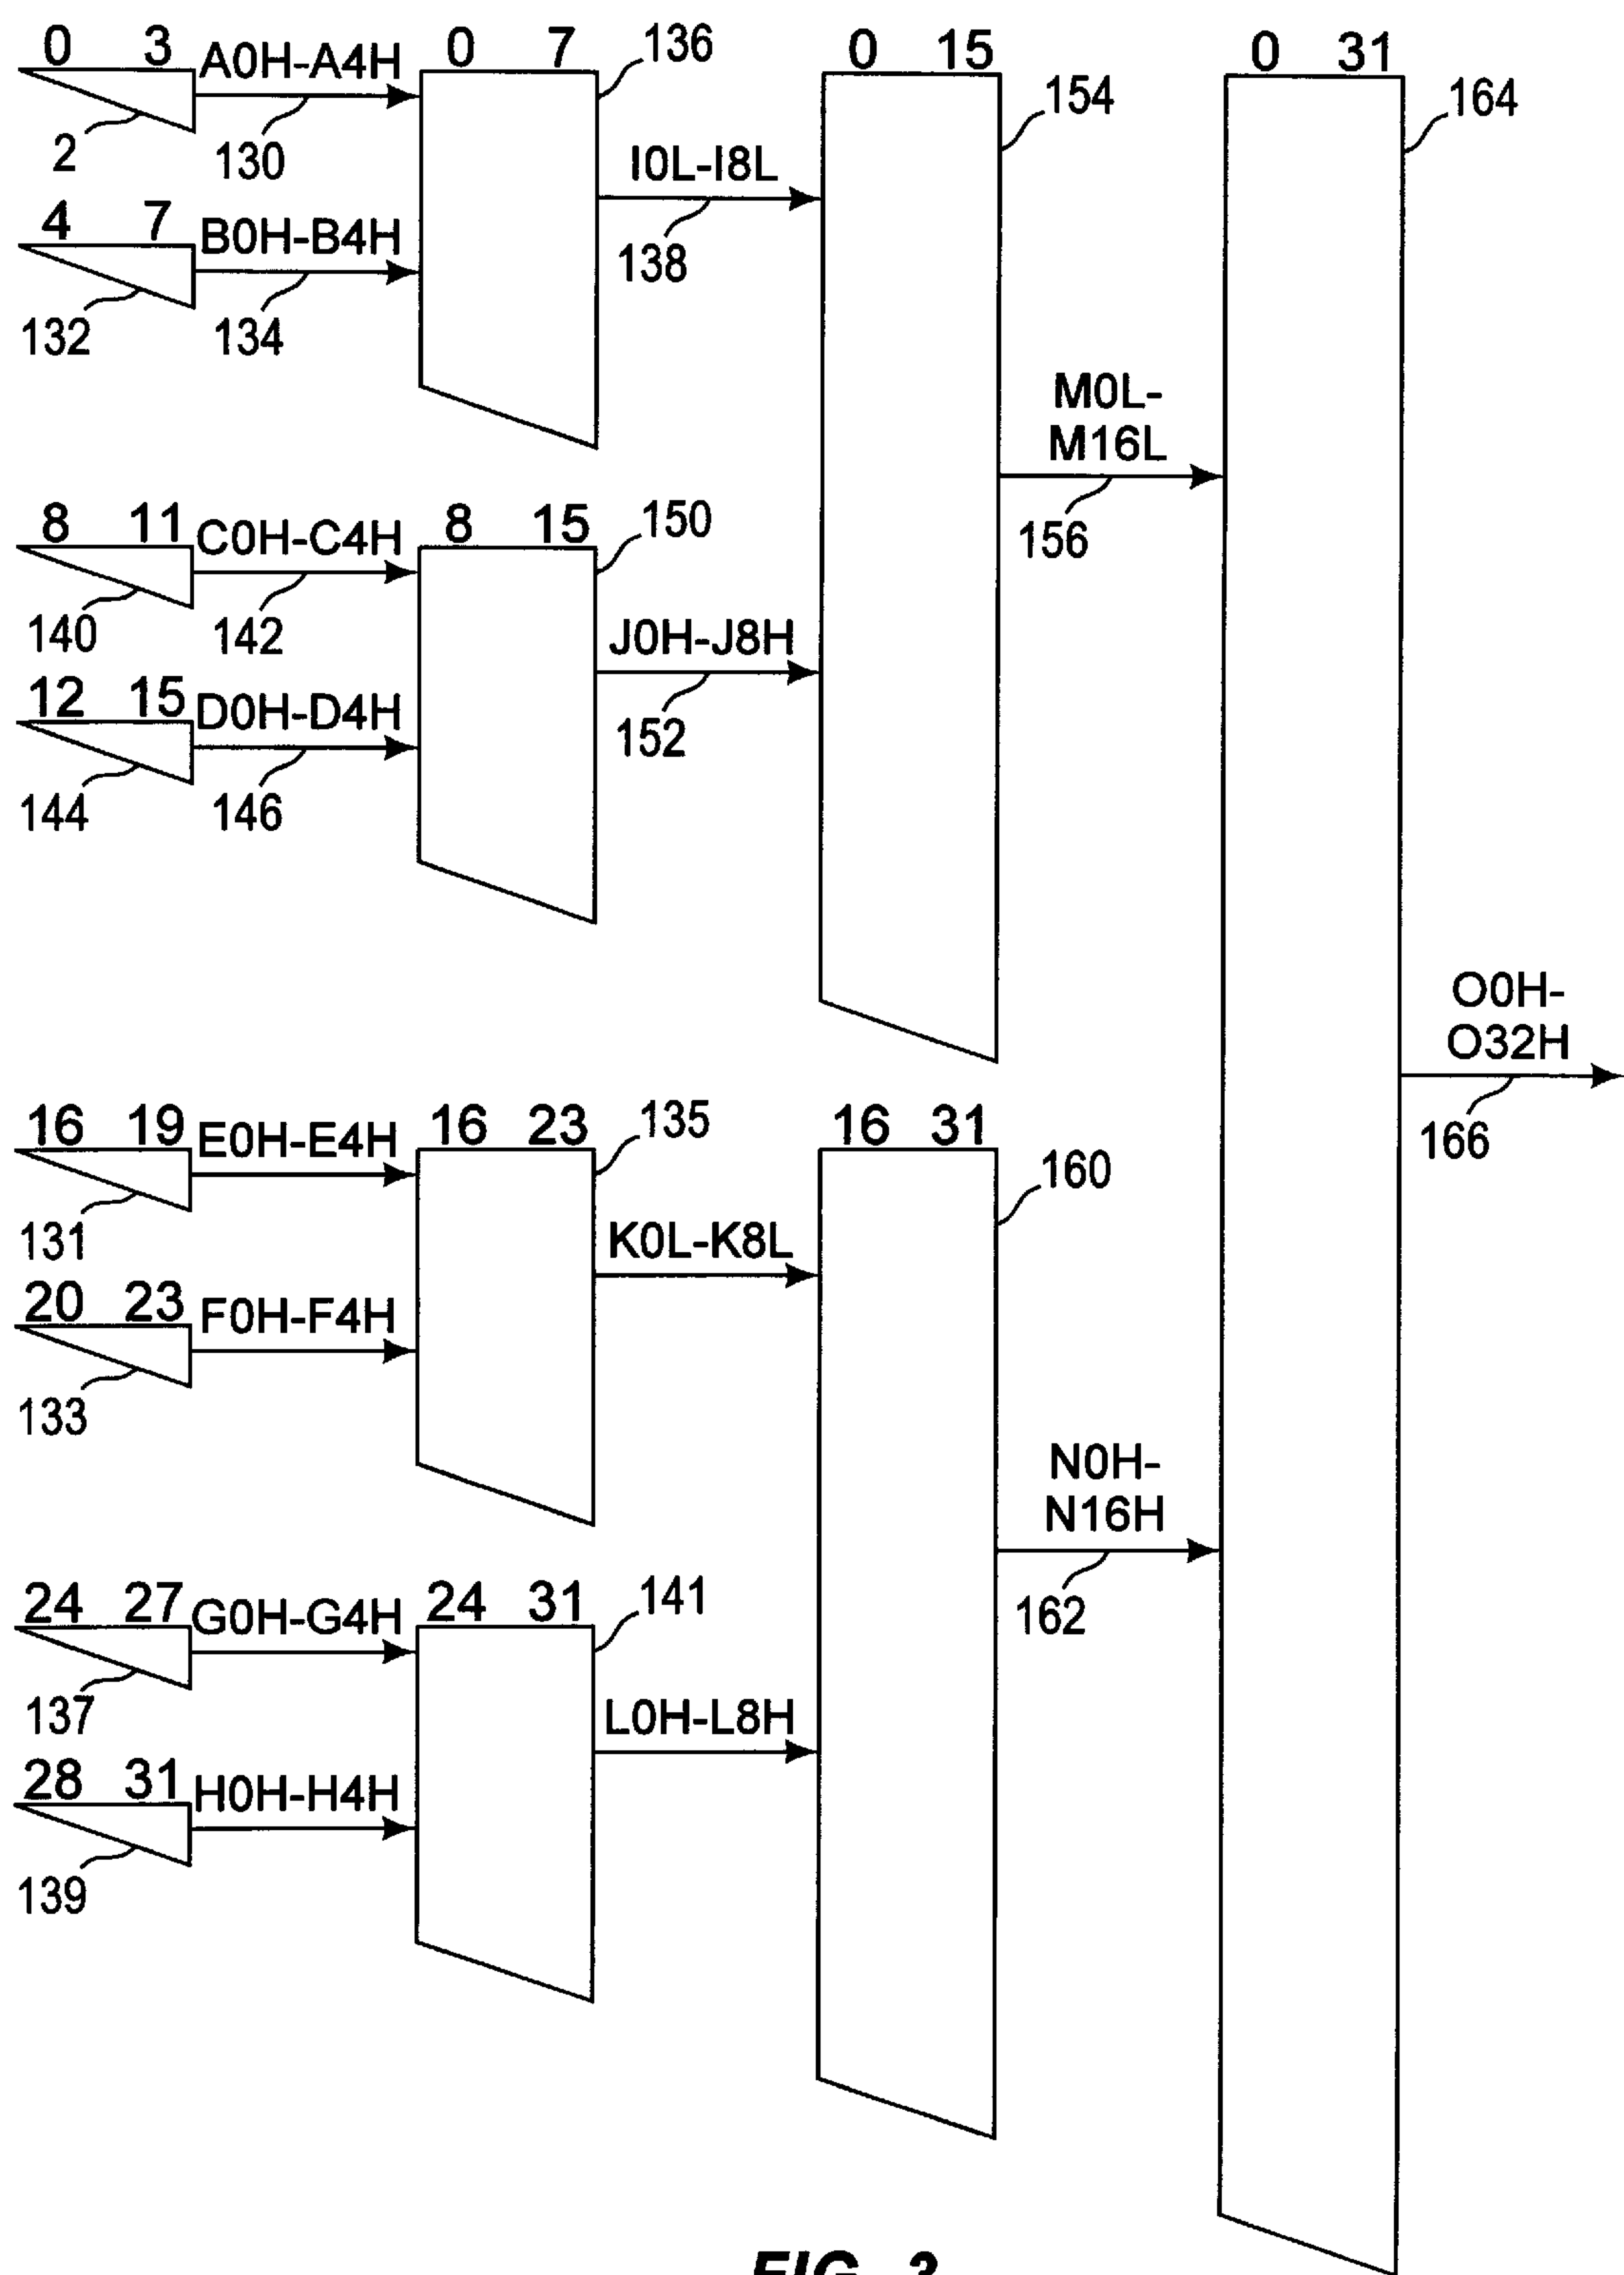 0 3 A0H-A4H 0 7 136 0 15 0 31
2 130 154 164
I0L-I8L
4 7 B0H-B4H
132 134 138
M0L-
M16L
156
8 11 C0H-C4H 8 15 150
140 142
J0H-J8H
12 15 D0H-D4H
144 146 152
O0H-
O32H
166
16 19 E0H-E4H 16 23 135 16 31
131 160
K0L-K8L
20 23 F0H-F4H
133
N0H-
N16H
162
24 27 G0H-G4H 24 31 141
137
L0H-L8H
28 31 H0H-H4H
139
FIG. 3